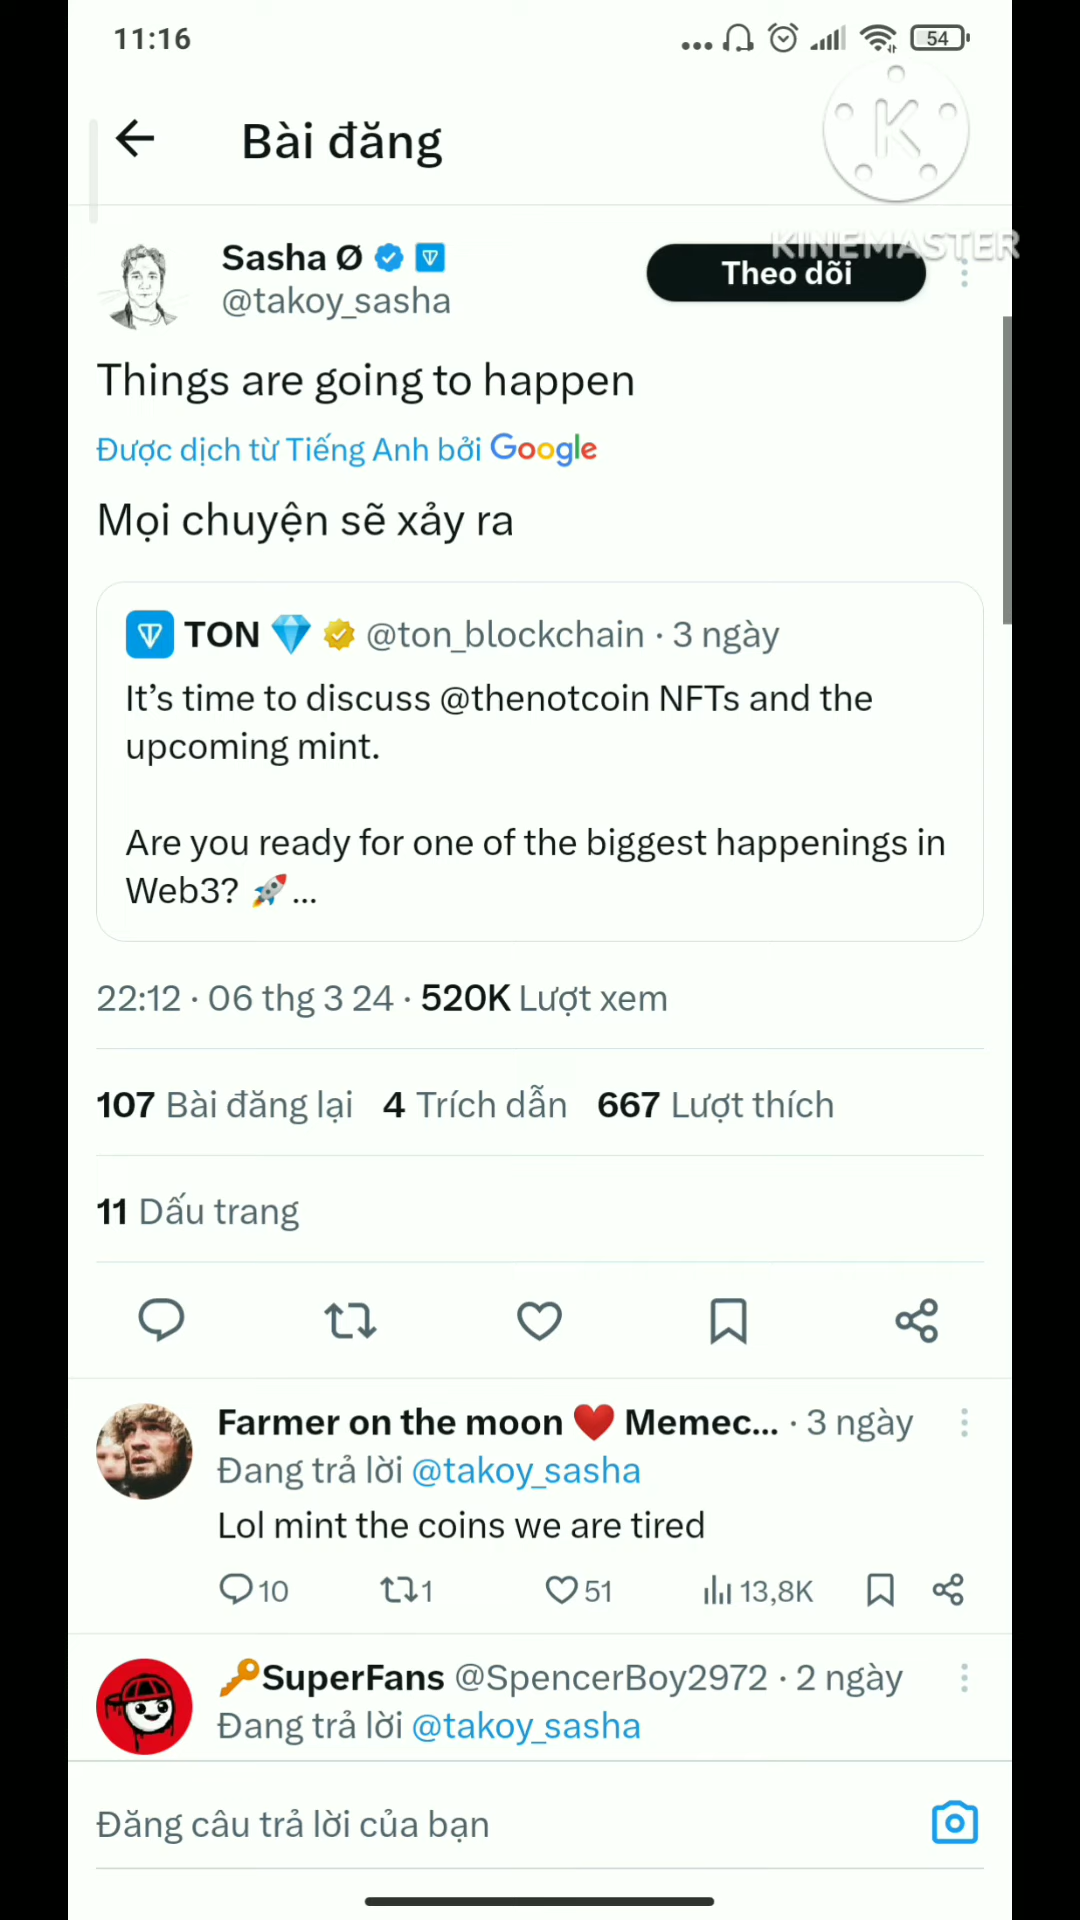 11:16
54
Bài đăng
K
KINEMASTER
Sasha Ø
Theo dõi
@takoy_sasha
Things are going to happen
Được dịch từ Tiếng Anh bởi Google
Mọi chuyện sẽ xảy ra
TON @ton_blockchain · 3 ngày
It’s time to discuss @thenotcoin NFTs and the
upcoming mint.
Are you ready for one of the biggest happenings in
Web3? 🚀...
22:12 · 06 thg 3 24 · 520K Lượt xem
107 Bài đăng lại 4 Trích dẫn 667 Lượt thích
11 Dấu trang
Farmer on the moon ❤️ Memec... · 3 ngày
Đang trả lời @takoy_sasha
Lol mint the coins we are tired
10 1 51 13,8K
🔑SuperFans @SpencerBoy2972 · 2 ngày
Đang trả lời @takoy_sasha
Đăng câu trả lời của bạn